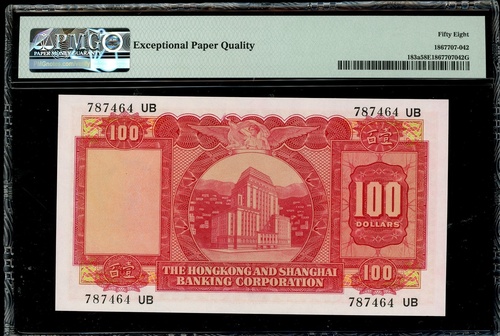 PMG
PAPER MONEY GUARANTY
Exceptional Paper Quality
Fifty Eight
1867707-042
183a58E1867707042G
787464 UB
787464 UB
100
壹百
100
DOLLARS
THE HONGKONG AND SHANGHAI
BANKING CORPORATION
壹百
100
787464 UB
787464 UB